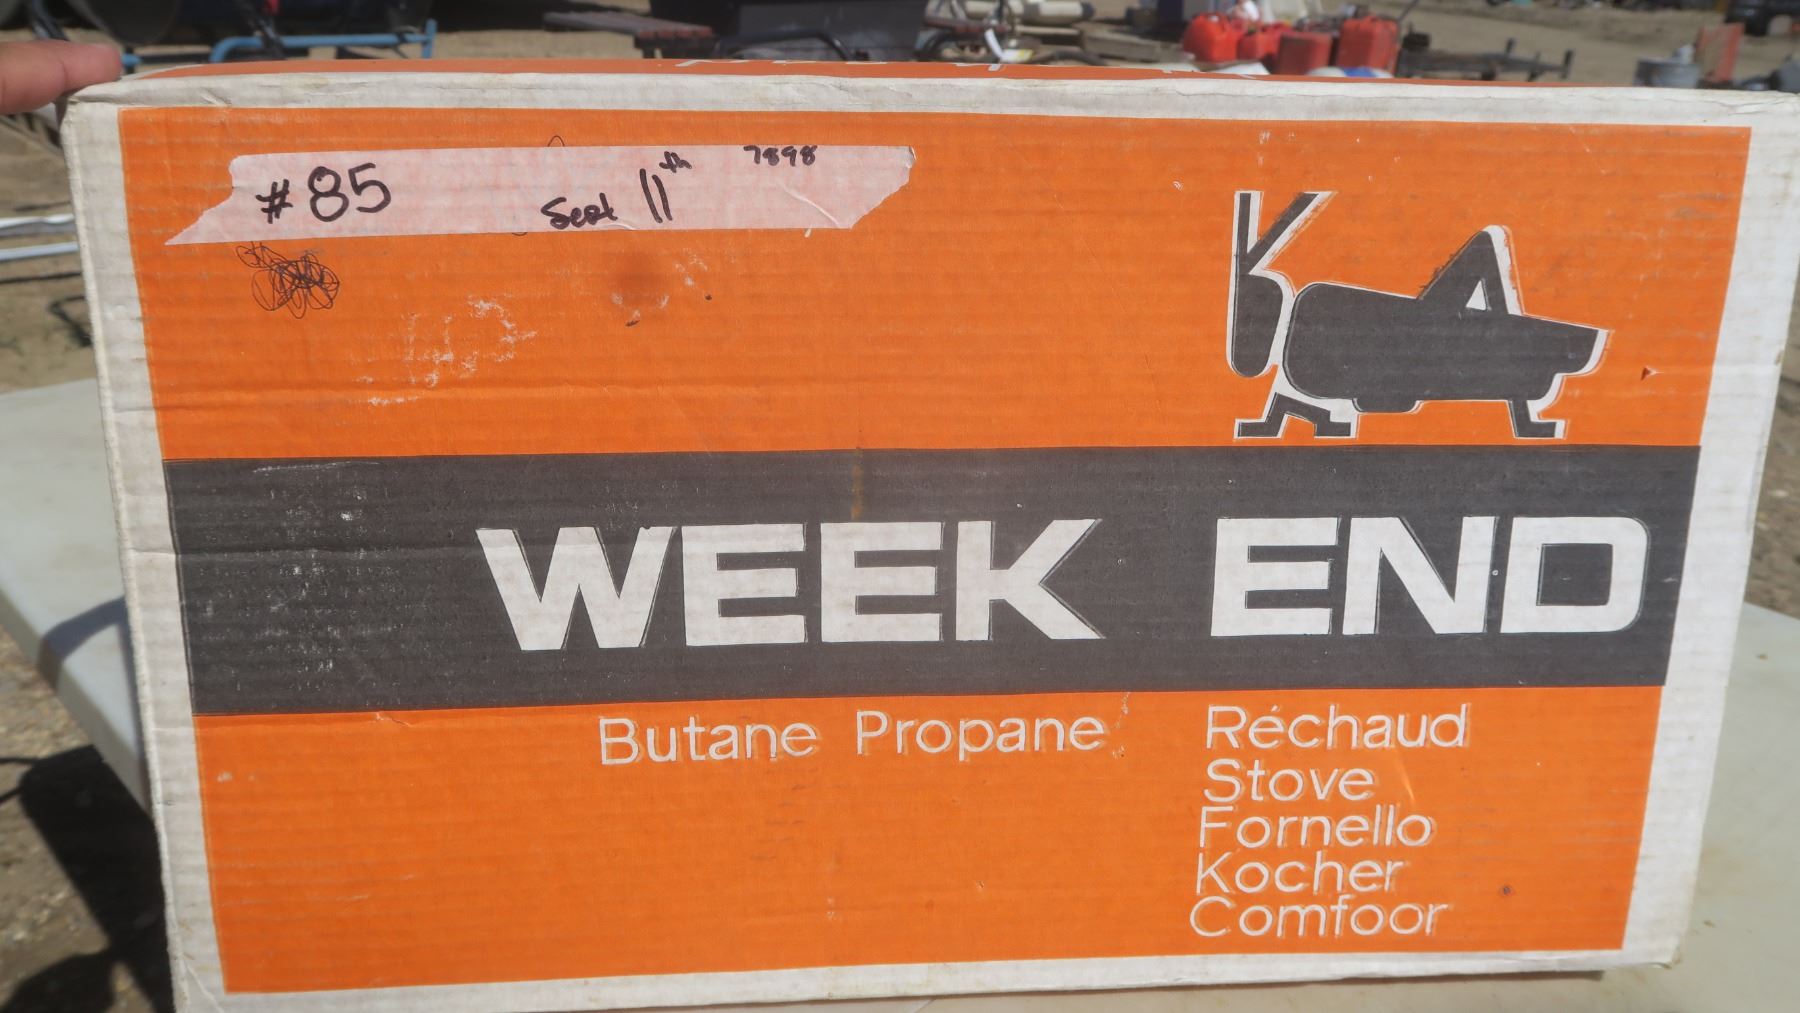 #85 Sept 11th 7898
WEEK END
Butane Propane Réchaud
Stove
Fornello
Kocher
Comfoor